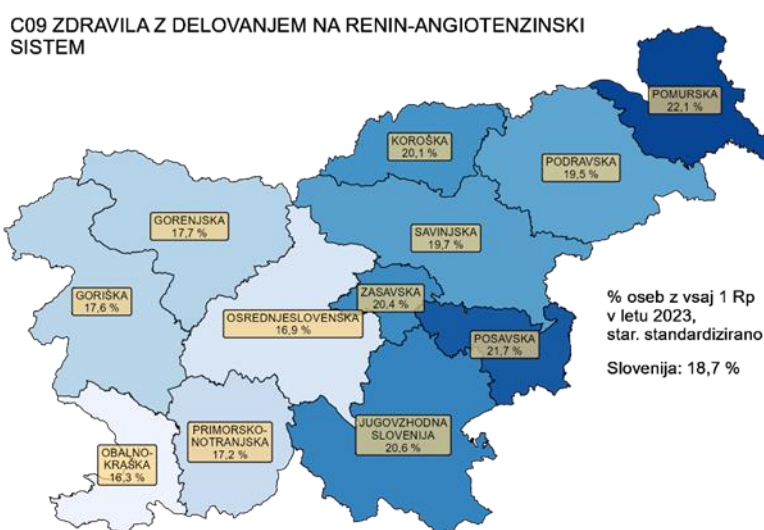 C09 ZDRAVILA Z DELOVANJEM NA RENIN-ANGIOTENZINSKI
SISTEM
POMURSKA
22,1 %
KOROŠKA
20,1 %
PODRAVSKA
19,5 %
GORENJSKA
17,7 %
SAVINJSKA
19,7 %
GORIŠKA
17,6 %
ZASAVSKA
20,4 %
OSREDNJESLOVENSKA
16,9 %
POSAVSKA
21,7 %
% oseb z vsaj 1 Rp
v letu 2023,
star. standardizirano
Slovenija: 18,7 %
PRIMORSKO-
NOTRANJSKA
17,2 %
JUGOVZHODNA
SLOVENIJA
20,6 %
OBALNO-
KRAŠKA
16,3 %